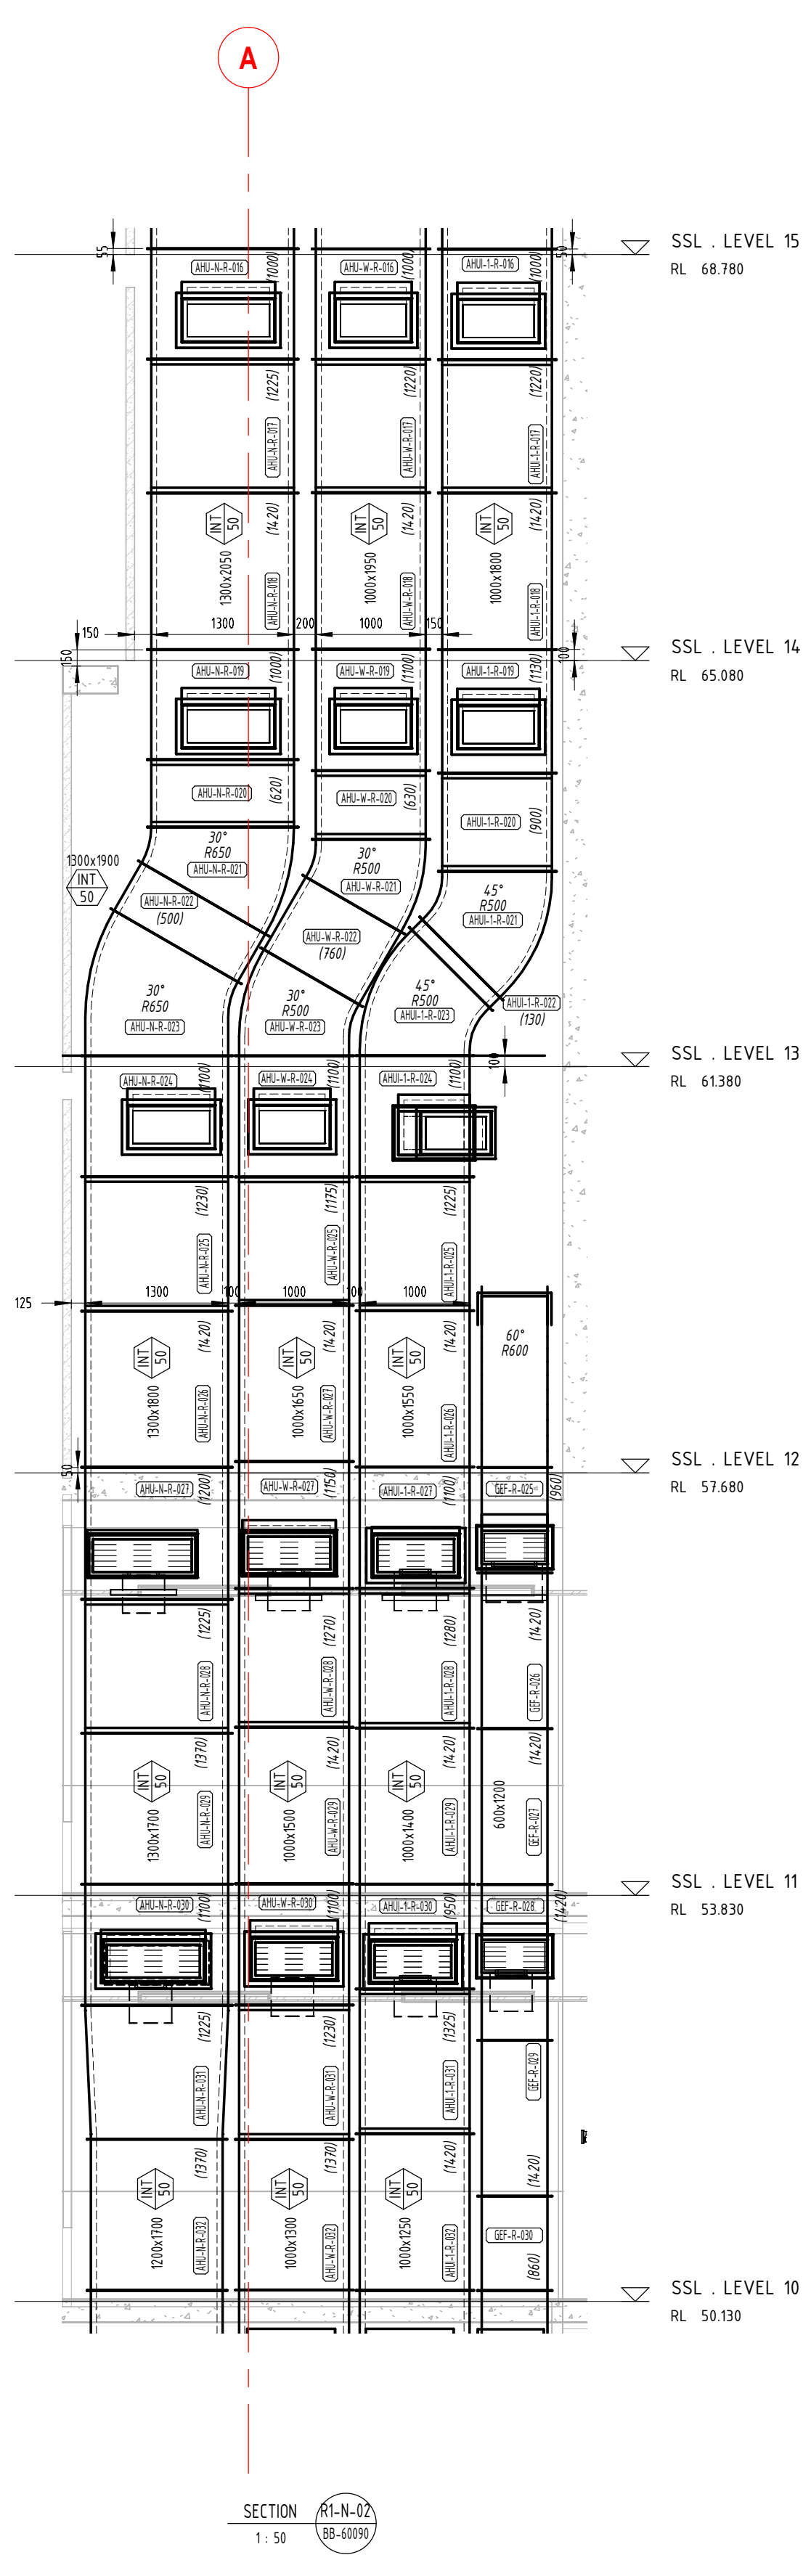 A
55
50
SSL . LEVEL 15
RL 68.780
AHU-N-R-016
(1000)
AHU-W-R-016
(1000)
AHUI-1-R-016
(1000)
(1225)
(1220)
(1220)
AHU-N-R-017
AHU-W-R-017
AHU-1-R-017
INT
50
(1420)
INT
50
(1420)
INT
50
(1420)
1300x2050
1000x1950
1000x1800
AHU-N-R-018
AHU-W-R-018
AHU-1-R-018
150
1300
200
1000
150
150
100
SSL . LEVEL 14
RL 65.080
AHU-N-R-019
(1000)
AHU-W-R-019
(1100)
AHUI-1-R-019
(1130)
AHU-N-R-020
(620)
AHU-W-R-020
(630)
AHUI-1-R-020
(900)
30°
R650
AHU-N-R-021
30°
R500
AHU-W-R-021
45°
R500
AHUI-1-R-021
1300x1900
INT
50
AHU-N-R-022
(500)
AHU-W-R-022
(760)
AHUI-1-R-022
(130)
30°
R650
AHU-N-R-023
30°
R500
AHU-W-R-023
45°
R500
AHUI-1-R-023
100
SSL . LEVEL 13
RL 61.380
AHU-N-R-024
(1100)
AHU-W-R-024
(1100)
AHUI-1-R-024
(1100)
(1230)
(1175)
(1225)
AHU-N-R-025
AHU-W-R-025
AHU-1-R-025
125
1300
100
1000
100
1000
INT
50
(1420)
INT
50
(1420)
INT
50
(1420)
60°
R600
1300x1800
1000x1650
1000x1550
AHU-N-R-026
AHU-W-R-027
AHU-1-R-026
50
SSL . LEVEL 12
RL 57.680
AHU-N-R-027
(1200)
AHU-W-R-027
(1150)
AHUI-1-R-027
(1100)
GEF-R-025
(960)
(1225)
(1270)
(1280)
(1420)
AHU-N-R-028
AHU-W-R-028
AHU-1-R-028
GEF-R-026
INT
50
(1370)
INT
50
(1420)
INT
50
(1420)
(1420)
1300x1700
1000x1500
1000x1400
600x1200
AHU-N-R-029
AHU-W-R-029
AHU-1-R-029
GEF-R-027
SSL . LEVEL 11
RL 53.830
AHU-N-R-030
(1100)
AHU-W-R-030
(1100)
AHUI-1-R-030
(950)
GEF-R-028
(1420)
(1225)
(1230)
(1325)
AHU-N-R-031
AHU-W-R-031
AHU-1-R-031
GEF-R-029
INT
50
(1370)
INT
50
(1370)
INT
50
(1420)
(1420)
1200x1700
1000x1300
1000x1250
AHU-N-R-032
AHU-W-R-032
AHU-1-R-032
GEF-R-030
(860)
SSL . LEVEL 10
RL 50.130
SECTION
R1-N-02
1 : 50
BB-60090